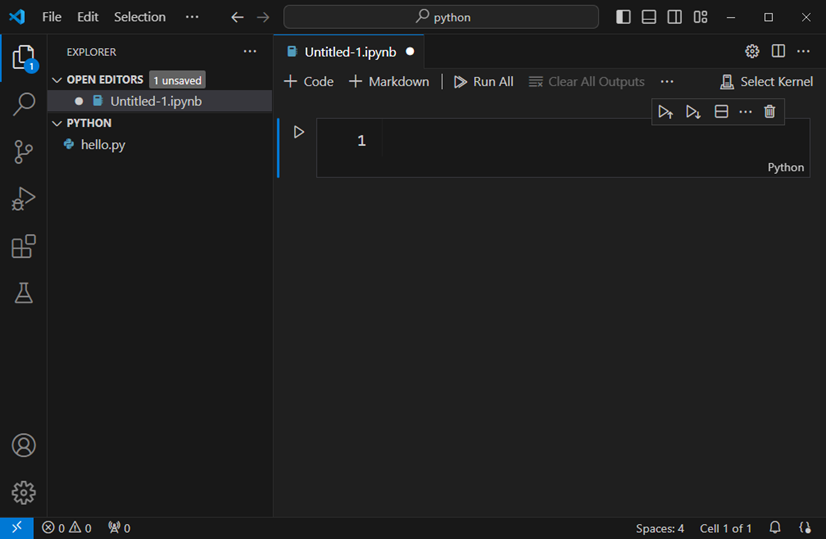 File Edit Selection ··· python
EXPLORER ···
OPEN EDITORS 1 unsaved
Untitled-1.ipynb
PYTHON
hello.py
1
Untitled-1.ipynb
Code Markdown Run All Clear All Outputs ··· Select Kernel
1
Python
0 0 0 Spaces: 4 Cell 1 of 1